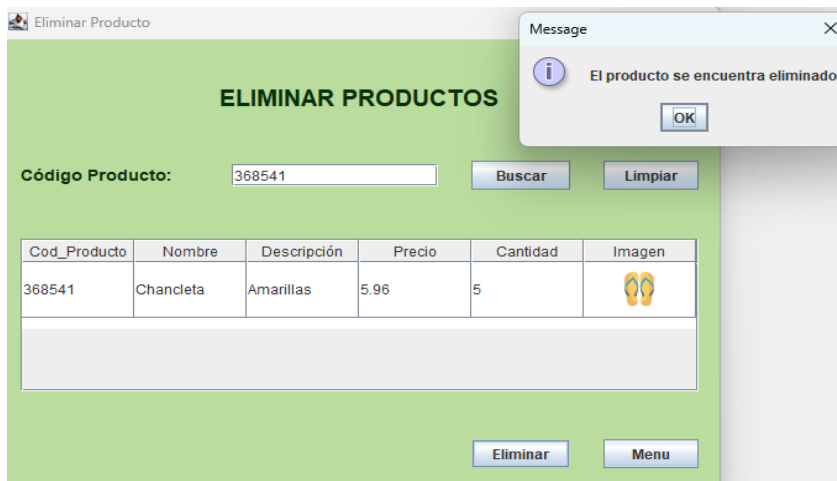 Eliminar Producto
Message
El producto se encuentra eliminado
OK
ELIMINAR PRODUCTOS
Código Producto: 368541 Buscar Limpiar
Cod_Producto Nombre Descripción Precio Cantidad Imagen
368541 Chancleta Amarillas 5.96 5
Eliminar Menu